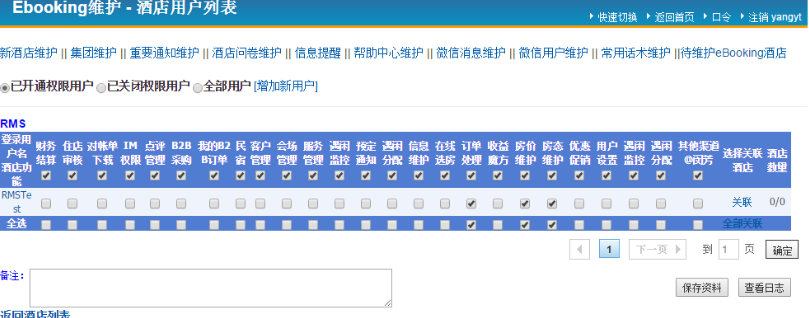 Ebooking维护 - 酒店用户列表
快速切换 返回首页 口令 注销 yangyt
新酒店维护 || 集团维护 || 重要通知维护 || 酒店问卷维护 || 信息提醒 || 帮助中心维护 || 微信消息维护 || 微信用户维护 || 常用话术维护 ||待维护eBooking酒店
已开通权限用户 已关闭权限用户 全部用户 [增加新用户]
RMS
登录用户名 酒店功能 财务结算 住店审核 对帐单下载 IM权限 点评管理 B2B采购 我的B2B订单 民宿 客户管理 会场管理 服务管理 遇闲监控 按定通知 遇闲分配 信息维护 在线选房 订单处理 收益魔方 房价维护 房态维护 优惠促销 用户设置 遇闲监控 遇闲分配 其他渠道 选择关联酒店 酒店数量
RMSTest 关联 0/0
全选 全部关联
1 下一页 到 1 页 确定
备注:
保存资料 查看日志
返回酒店列表